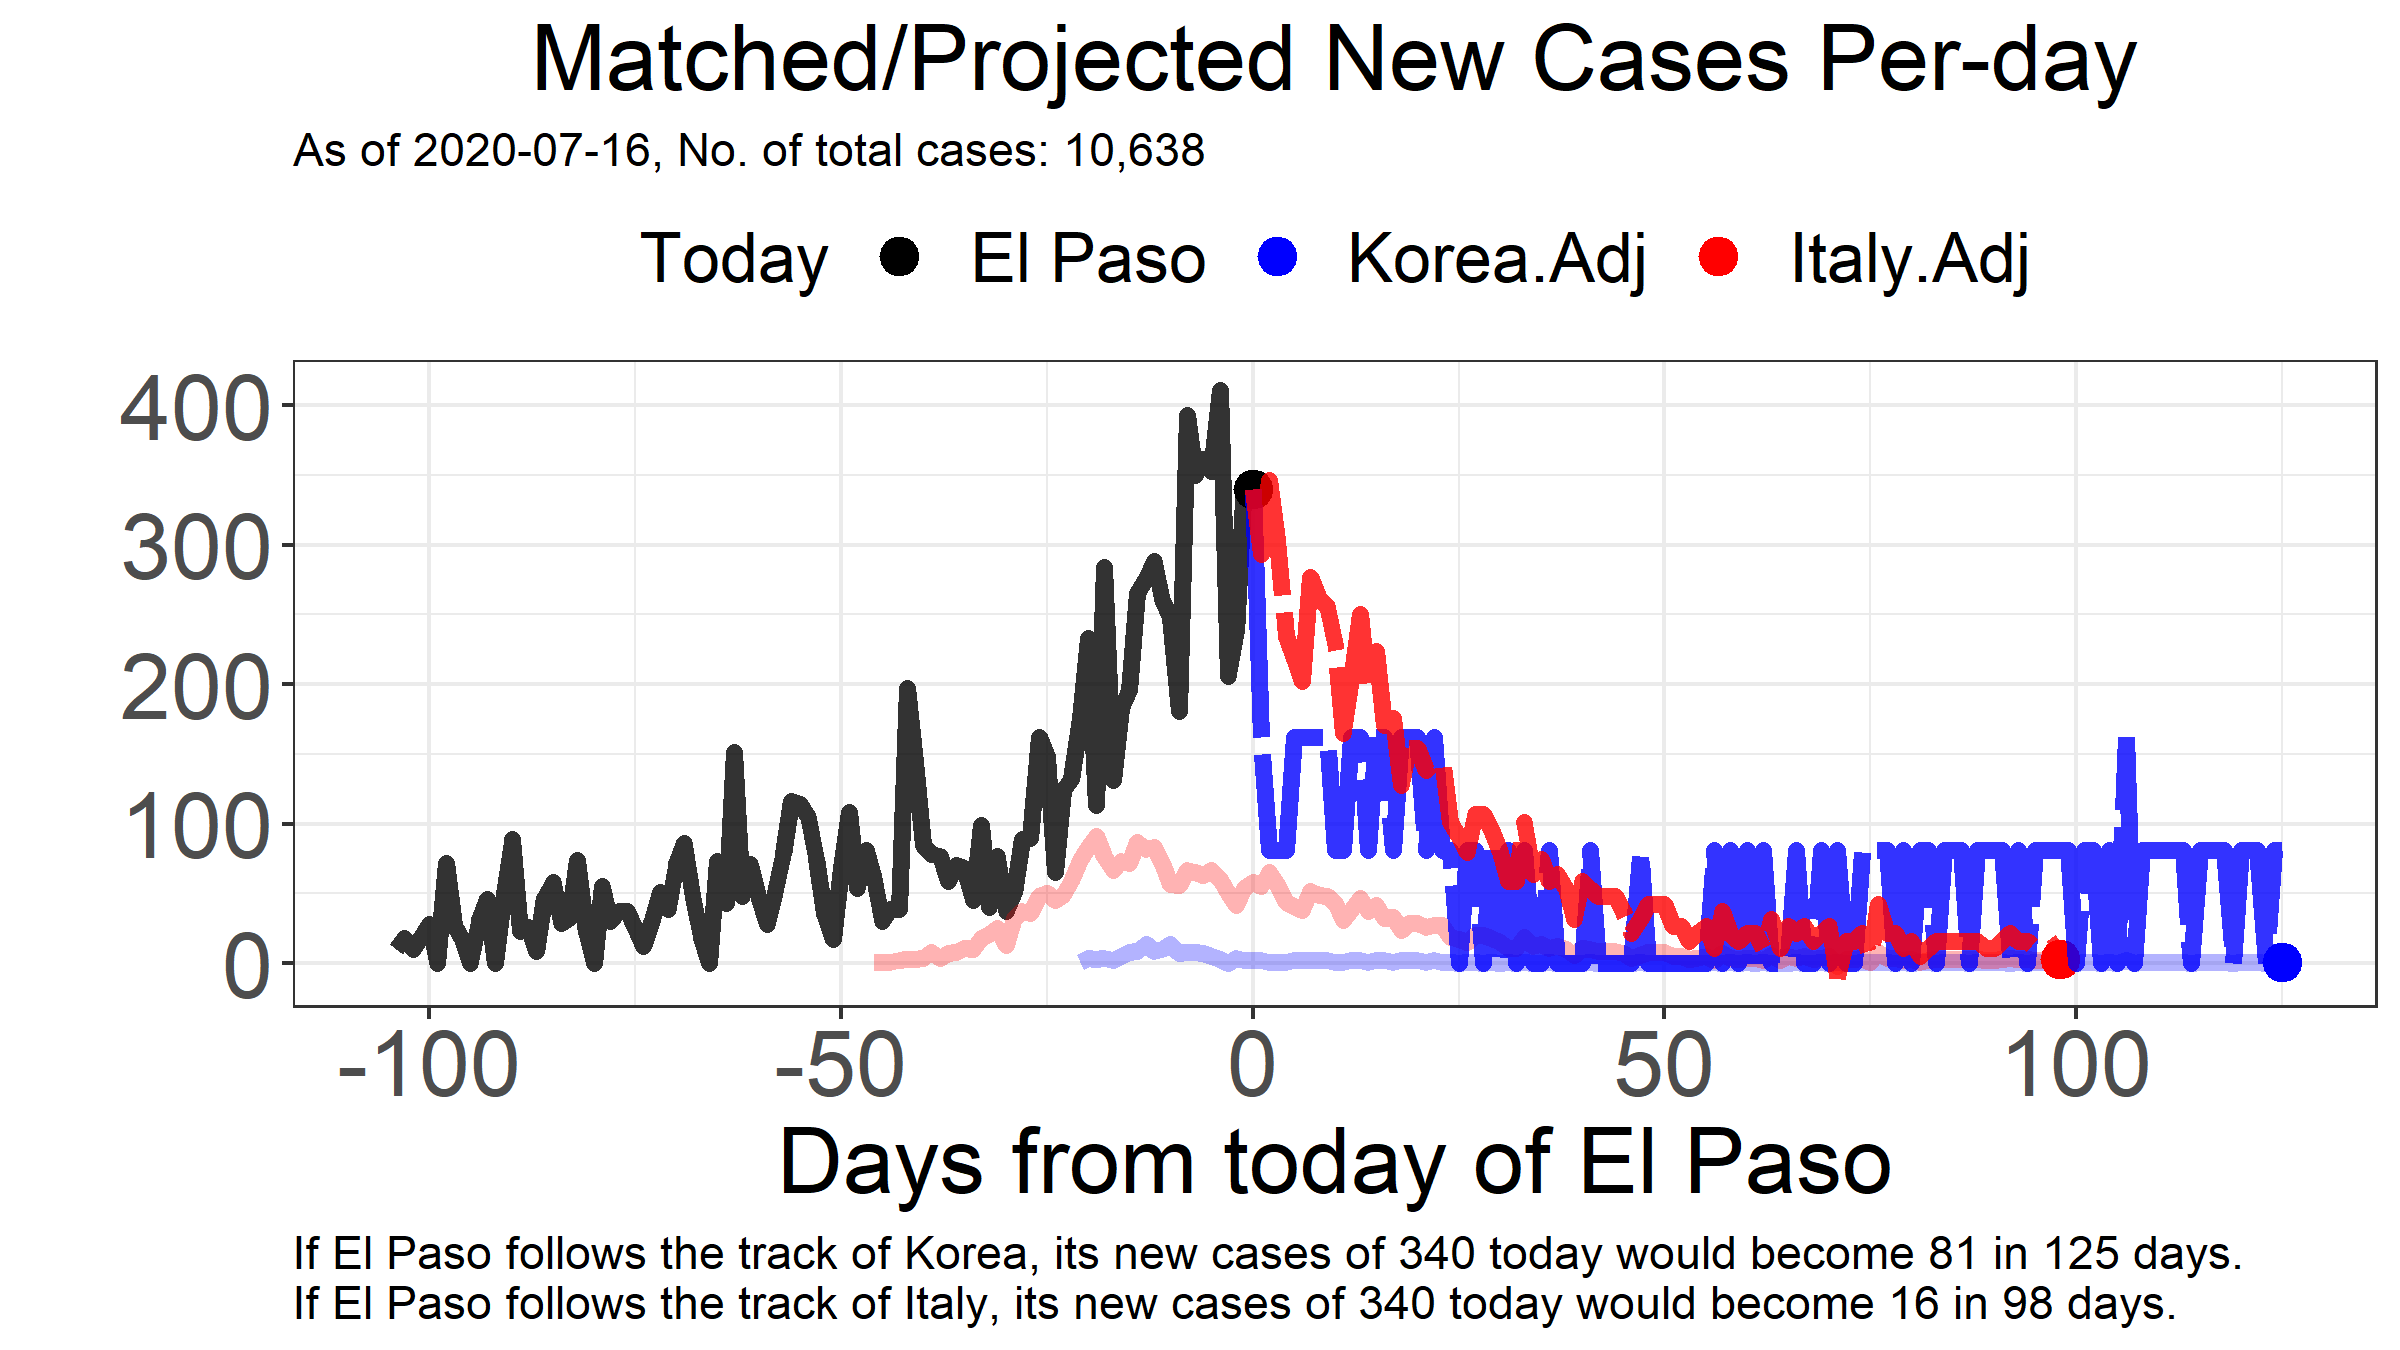 Matched/Projected New Cases Per-day
As of 2020-07-16, No. of total cases: 10,638
Today El Paso Korea.Adj Italy.Adj
400
300
200
100
0
-100 -50 0 50 100
Days from today of El Paso
If El Paso follows the track of Korea, its new cases of 340 today would become 81 in 125 days.
If El Paso follows the track of Italy, its new cases of 340 today would become 16 in 98 days.